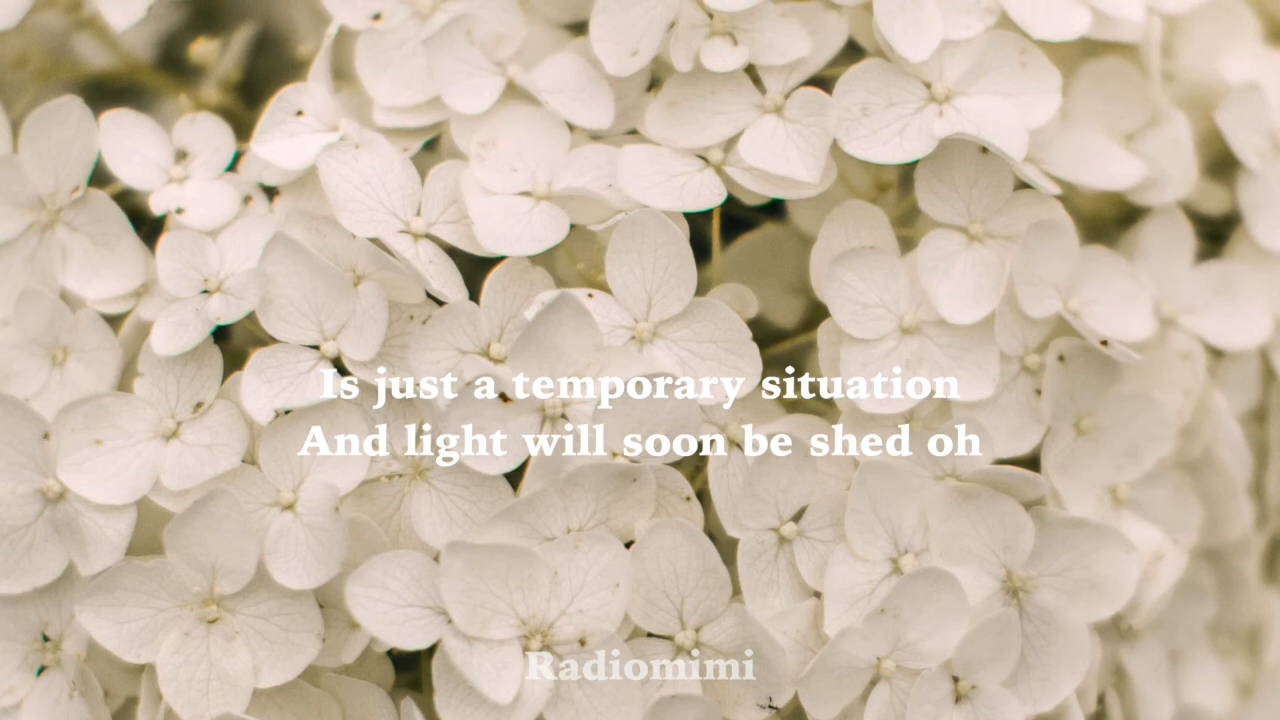 Is just a temporary situation
And light will soon be shed oh
Radiomimi